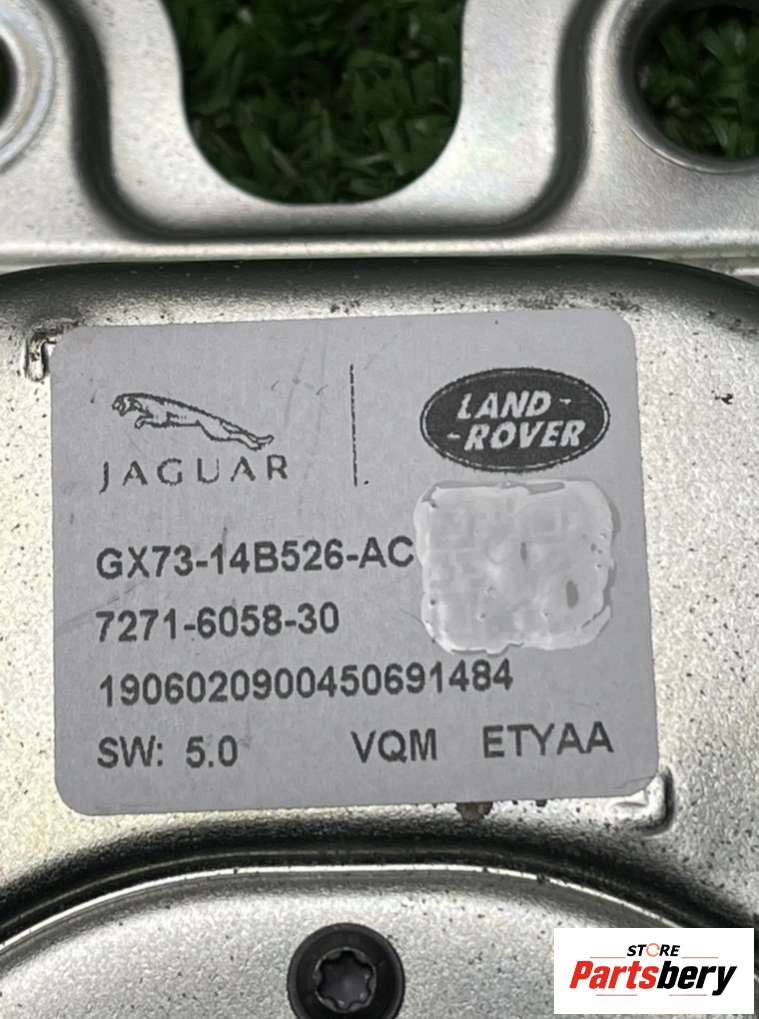 JAGUAR
LAND-
-ROVER
GX73-14B526-AC
7271-6058-30
1906020900450691484
SW: 5.0 VQM ETYAA
STORE
Partsbery